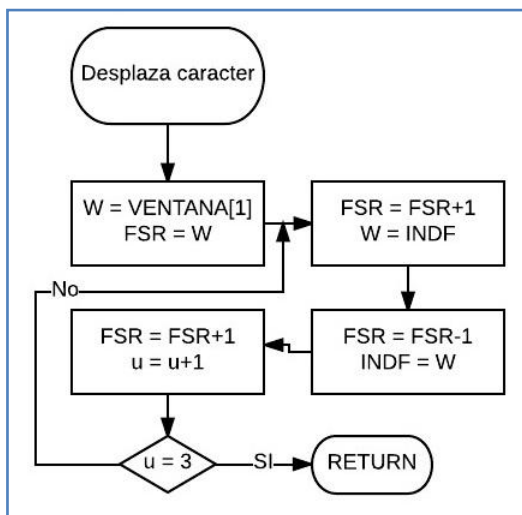 Desplaza caracter
W = VENTANA[1]
FSR = W
FSR = FSR+1
W = INDF
FSR = FSR-1
INDF = W
FSR = FSR+1
u = u+1
u = 3
No
SI
RETURN